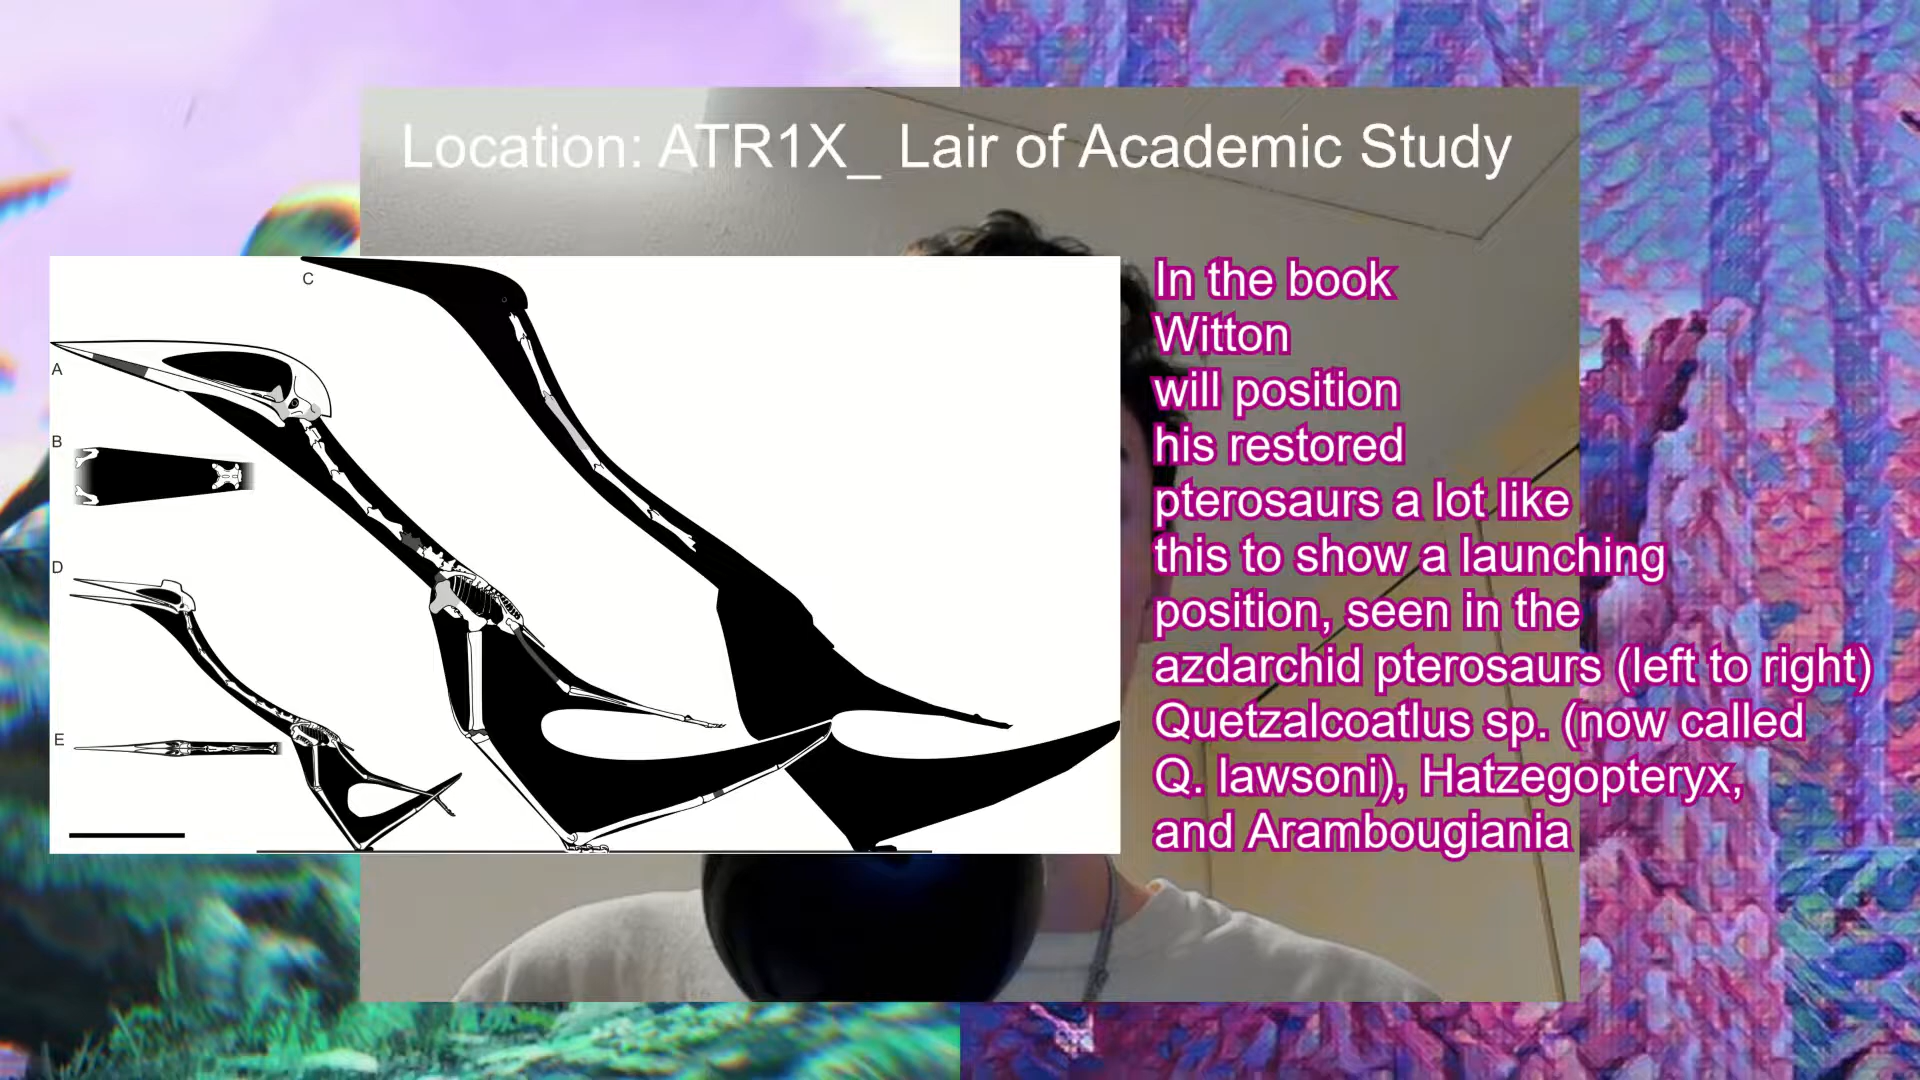 Location: ATR1X_ Lair of Academic Study
C
A
B
D
E
In the book
Witton
will position
his restored
pterosaurs a lot like
this to show a launching
position, seen in the
azdarchid pterosaurs (left to right)
Quetzalcoatlus sp. (now called
Q. lawsoni), Hatzegopteryx,
and Arambougiania